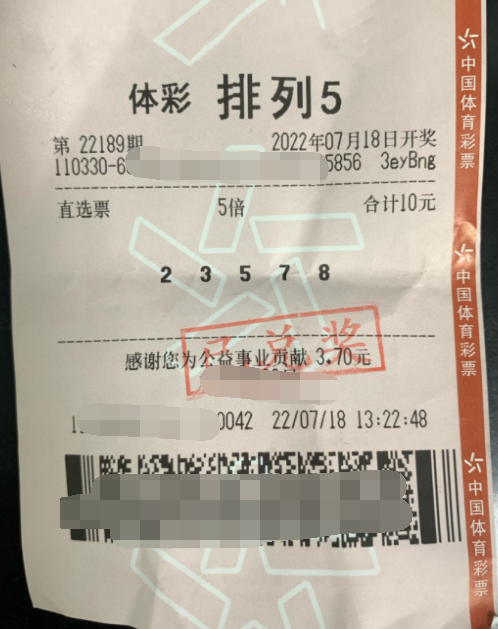 体彩 排列5
第 22189期 2022年07月18日开奖
110330-6 5856 3eyBng
直选票 5倍 合计10元
2 3 5 7 8
已兑奖
感谢您为公益事业贡献 3.70元
0042 22/07/18 13:22:48
中国体育彩票
中国体育彩票
中国体育彩票